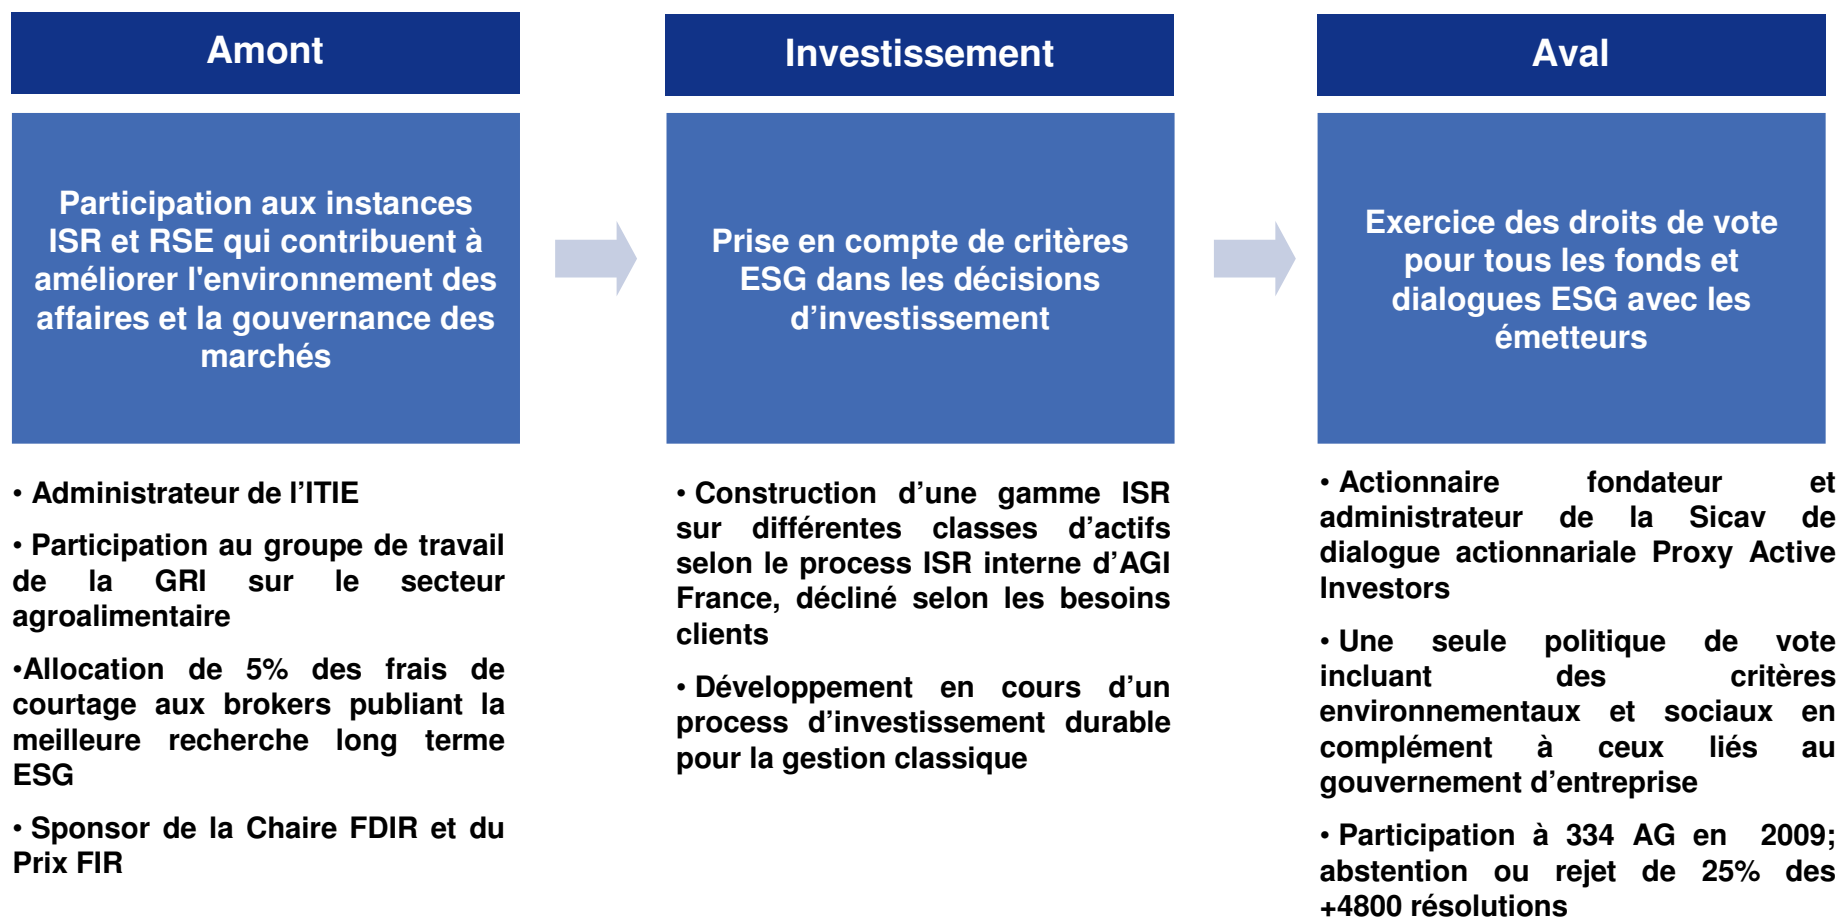 Amont
Participation aux instances
ISR et RSE qui contribuent à
améliorer l'environnement des
affaires et la gouvernance des
marchés
• Administrateur de l’ITIE
• Participation au groupe de travail
de la GRI sur le secteur
agroalimentaire
•Allocation de 5% des frais de
courtage aux brokers publiant la
meilleure recherche long terme
ESG
• Sponsor de la Chaire FDIR et du
Prix FIR
Investissement
Prise en compte de critères
ESG dans les décisions
d’investissement
• Construction d’une gamme ISR
sur différentes classes d’actifs
selon le process ISR interne d’AGI
France, décliné selon les besoins
clients
• Développement en cours d’un
process d’investissement durable
pour la gestion classique
Aval
Exercice des droits de vote
pour tous les fonds et
dialogues ESG avec les
émetteurs
• Actionnaire fondateur et
administrateur de la Sicav de
dialogue actionnariale Proxy Active
Investors
• Une seule politique de vote
incluant des critères
environnementaux et sociaux en
complément à ceux liés au
gouvernement d’entreprise
• Participation à 334 AG en 2009;
abstention ou rejet de 25% des
+4800 résolutions